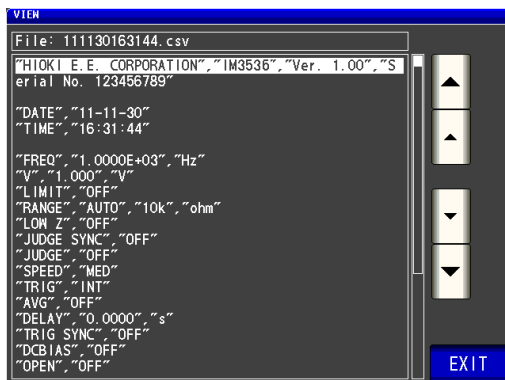 VIEW
File: 111130163144.csv
"HIOKI E.E. CORPORATION","IM3536","Ver. 1.00","S
erial No. 123456789"
"DATE","11-11-30"
"TIME","16:31:44"
"FREQ","1.0000E+03","Hz"
"V","1.000","V"
"LIMIT","OFF"
"RANGE","AUTO","10k","ohm"
"LOW Z","OFF"
"JUDGE SYNC","OFF"
"JUDGE","OFF"
"SPEED","MED"
"TRIG","INT"
"AVG","OFF"
"DELAY","0.0000","s"
"TRIG SYNC","OFF"
"DCBIAS","OFF"
"OPEN","OFF"
EXIT